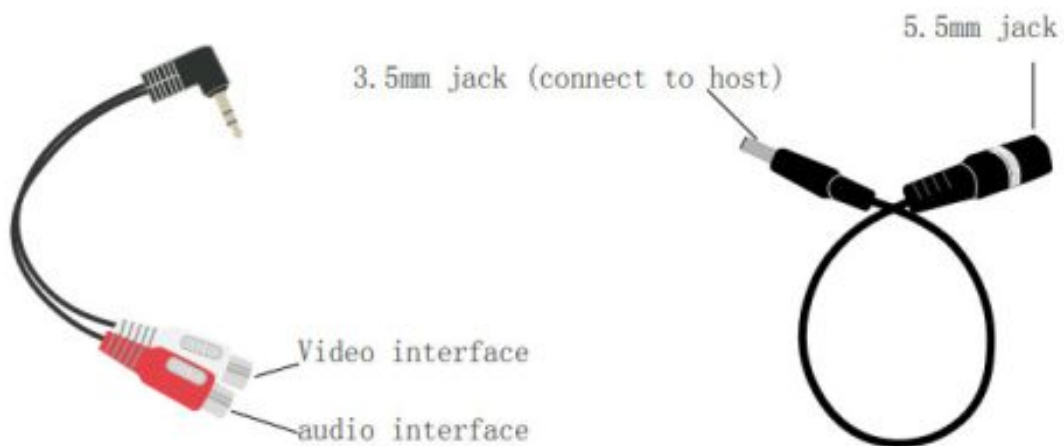 5.5mm jack
3.5mm jack (connect to host)
Video interface
audio interface